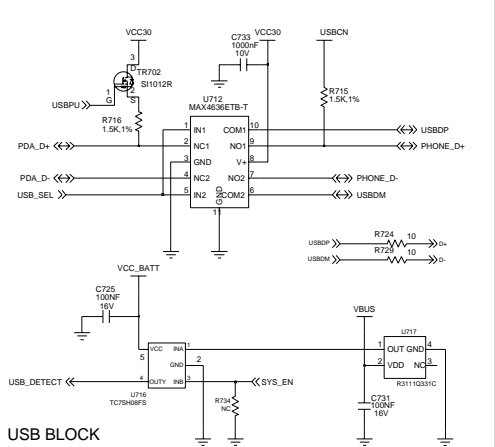 VCC30
C733
1000nF
10V
VCC30
USBCN
3
D
TR702
SI1012R
1
G
2
S
USBPU
R716
1.5K,1%
U712
MAX4636ETB-T
R715
1.5K,1%
1 IN1 COM1 10 USBDP
PDA_D+ 2 NC1 NO1 9 PHONE_D+
3 GND V+ 8
PDA_D- 4 NC2 NO2 7 PHONE_D-
USB_SEL 5 IN2 COM2 6 USBDM
GND
11
USBDP R724 10 D+
USBDM R729 10 D-
VCC_BATT
C725
100NF
16V
VBUS
U717
1 OUT GND 4
2 VDD NC 3
R3111Q331C
VCC INA 1
5 GND 2
USB_DETECT 4 OUTY INB 3 SYS_EN
U716
TC7SH08FS
R734
NC
C731
100NF
16V
USB BLOCK